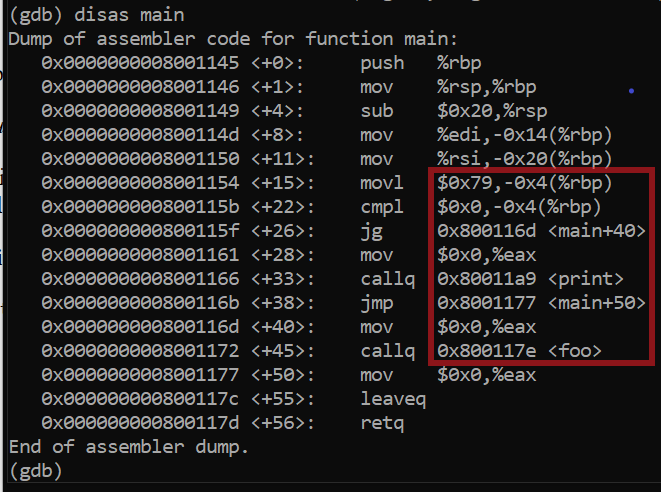 (gdb) disas main
Dump of assembler code for function main:
   0x0000000008001145 <+0>:     push   %rbp
   0x0000000008001146 <+1>:     mov    %rsp,%rbp
   0x0000000008001149 <+4>:     sub    $0x20,%rsp
   0x000000000800114d <+8>:     mov    %edi,-0x14(%rbp)
   0x0000000008001150 <+11>:    mov    %rsi,-0x20(%rbp)
   0x0000000008001154 <+15>:    movl   $0x79,-0x4(%rbp)
   0x000000000800115b <+22>:    cmpl   $0x0,-0x4(%rbp)
   0x000000000800115f <+26>:    jg     0x800116d <main+40>
   0x0000000008001161 <+28>:    mov    $0x0,%eax
   0x0000000008001166 <+33>:    callq  0x80011a9 <print>
   0x000000000800116b <+38>:    jmp    0x8001177 <main+50>
   0x000000000800116d <+40>:    mov    $0x0,%eax
   0x0000000008001172 <+45>:    callq  0x800117e <foo>
   0x0000000008001177 <+50>:    mov    $0x0,%eax
   0x000000000800117c <+55>:    leaveq
   0x000000000800117d <+56>:    retq
End of assembler dump.
(gdb)